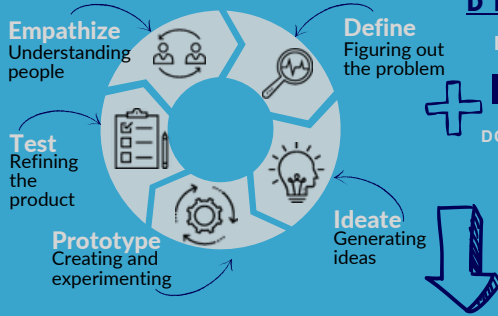 Empathize
Understanding
people
Define
Figuring out
the problem
Test
Refining
the
product
Ideate
Generating
ideas
Prototype
Creating and
experimenting